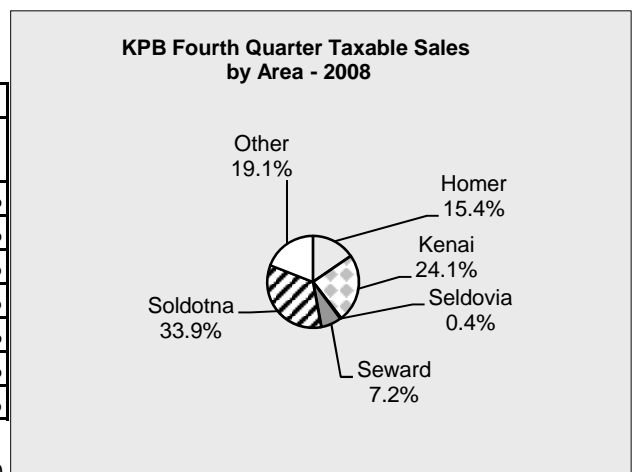 KPB Fourth Quarter Taxable Sales
by Area - 2008
Other
19.1%
Homer
15.4%
Kenai
24.1%
Seldovia
0.4%
Seward
7.2%
Soldotna
33.9%